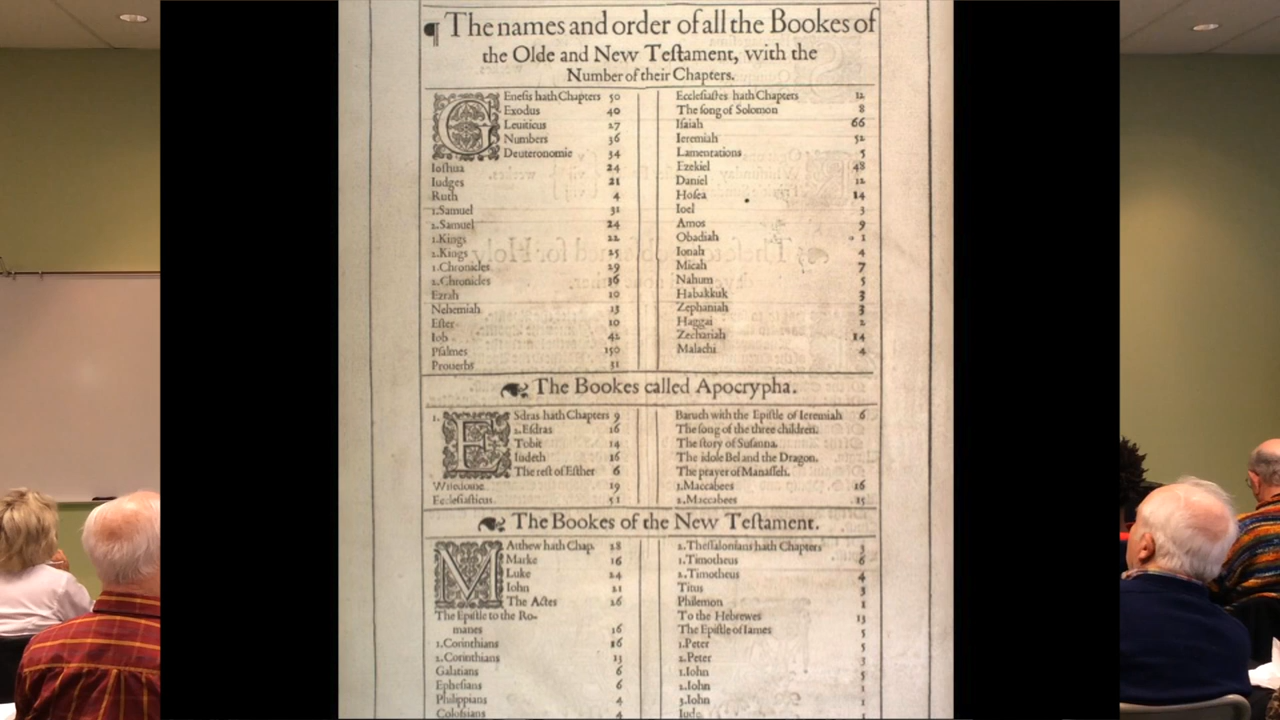 ¶ The names and order of all the Bookes of
the Olde and New Teſtament, with the
Number of their Chapters.
GEneſis hath Chapters 50
Exodus 40
Leuiticus 27
Numbers 36
Deuteronomie 34
Ioſhua 24
Iudges 21
Ruth 4
1.Samuel 31
2.Samuel 24
1.Kings 22
2.Kings 25
1.Chronicles 29
2.Chronicles 36
Ezrah 10
Nehemiah 13
Eſter 10
Iob 42
Pſalmes 150
Prouerbs 31
Eccleſiaſtes hath Chapters 12
The ſong of Solomon 8
Iſaiah 66
Ieremiah 52
Lamentations 5
Ezekiel 48
Daniel 12
Hoſea 14
Ioel 3
Amos 9
Obadiah 1
Ionah 4
Micah 7
Nahum 5
Habakkuk 3
Zephaniah 3
Haggai 2
Zechariah 14
Malachi 4
The Bookes called Apocrypha.
1. ESdras hath Chapters 9
2.Eſdras 16
Tobit 14
Iudeth 16
The reſt of Eſther 6
Wiſedome 19
Eccleſiaſticus 51
Baruch with the Epiſtle of Ieremiah 6
The ſong of the three children.
The ſtory of Suſanna.
The idole Bel and the Dragon.
The prayer of Manaſſeh.
1.Maccabees 16
2.Maccabees 15
The Bookes of the New Teſtament.
MAtthew hath Chap. 28
Marke 16
Luke 24
Iohn 21
The Actes 28
The Epiſtle to the Ro-
manes 16
1.Corinthians 16
2.Corinthians 13
Galatians 6
Epheſians 6
Philippians 4
Coloſsians 4
2.Theſſalonians hath Chapters 3
1.Timotheus 6
2.Timotheus 4
Titus 3
Philemon 1
To the Hebrewes 13
The Epiſtle of Iames 5
1.Peter 5
2.Peter 3
1.Iohn 5
2.Iohn 1
3.Iohn 1
Iude 1